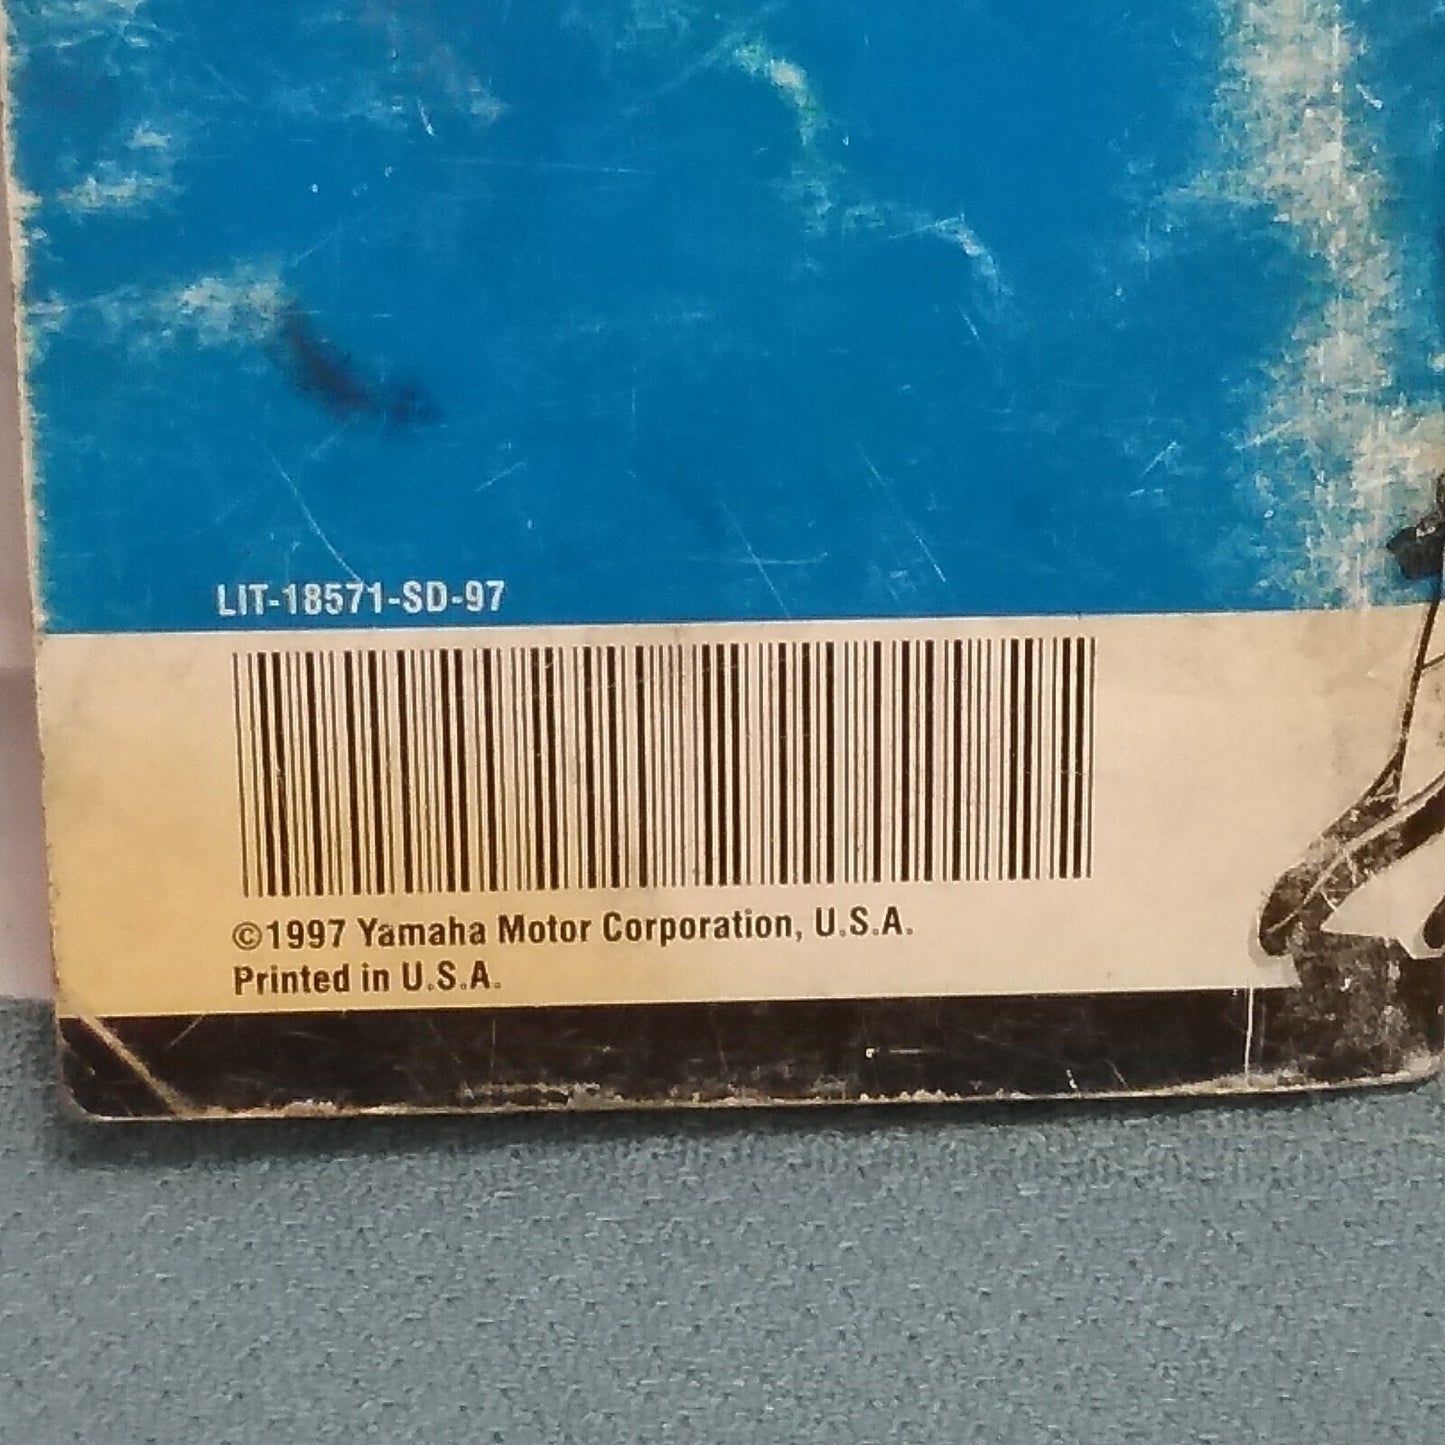 LIT-18571-SD-97
©1997 Yamaha Motor Corporation, U.S.A.
Printed in U.S.A.